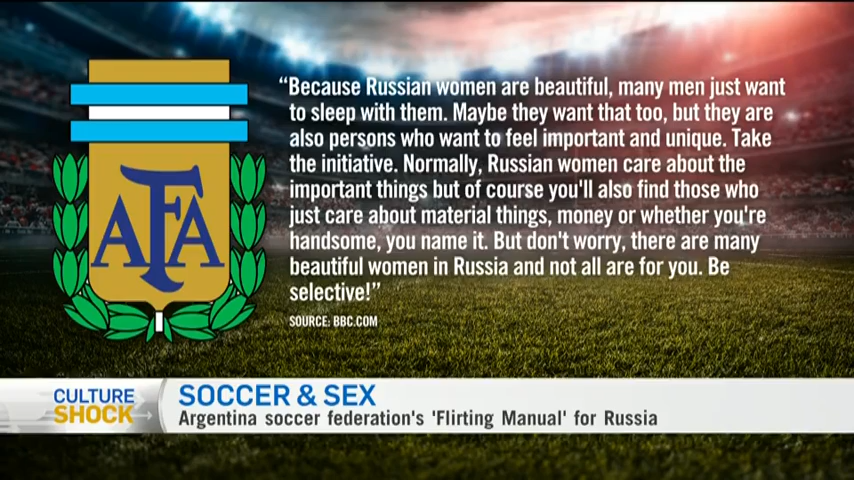 “Because Russian women are beautiful, many men just want
to sleep with them. Maybe they want that too, but they are
also persons who want to feel important and unique. Take
the initiative. Normally, Russian women care about the
important things but of course you'll also find those who
just care about material things, money or whether you're
handsome, you name it. But don't worry, there are many
beautiful women in Russia and not all are for you. Be
selective!”
SOURCE: BBC.COM
AFA
CULTURE
SHOCK
SOCCER & SEX
Argentina soccer federation's 'Flirting Manual' for Russia